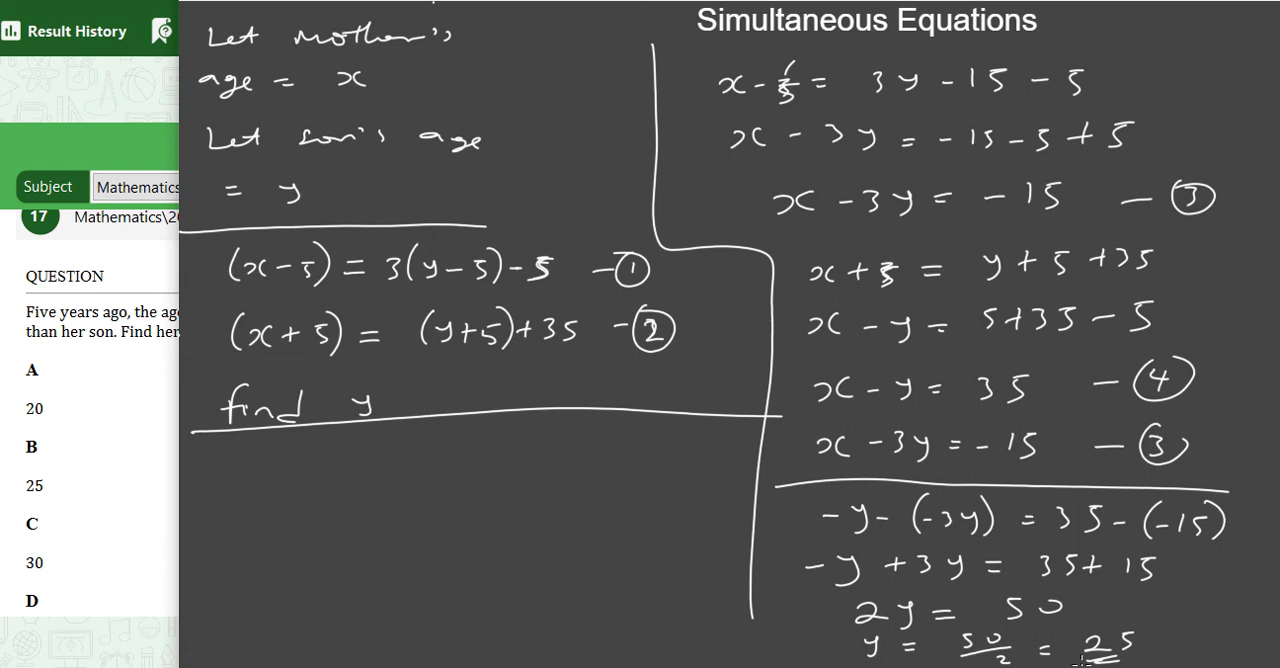 Result History
Subject
Mathematics
17
Mathematics\20
QUESTION
Five years ago, the age
than her son. Find her
A
20
B
25
C
30
D
Let Mother's
age = x
Let son's age
= y
(x-5) = 3(y-5)-5 -①
(x+5) = (y+5)+35 -②
find y
Simultaneous Equations
x-5 = 3y-15-5
x-3y = -15-5+5
x-3y = -15 -③
x+5 = y+5+35
x-y = 5+35-5
x-y = 35 -④
x-3y = -15 -③
-y-(-3y) = 35-(-15)
-y+3y = 35+15
2y = 50
y = 50/2 = 25